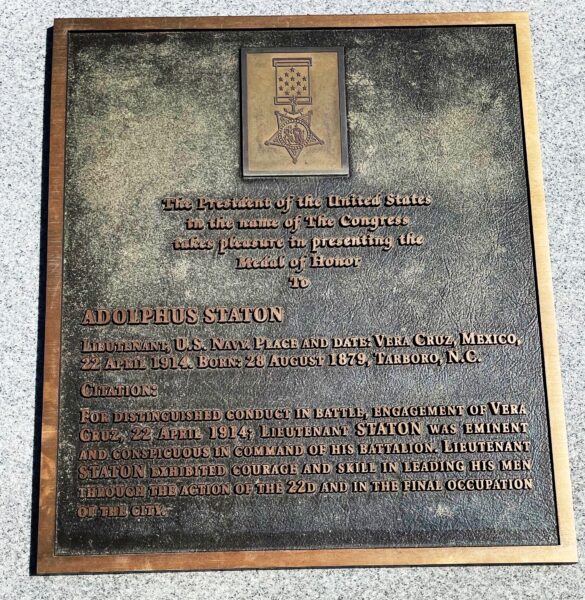 The President of the United States
in the name of The Congress
takes pleasure in presenting the
Medal of Honor
To
ADOLPHUS STATON
LIEUTENANT, U.S. NAVY. PLACE AND DATE: VERA CRUZ, MEXICO,
22 APRIL 1914. BORN: 28 AUGUST 1879, TARBORO, N.C.
CITATION:
FOR DISTINGUISHED CONDUCT IN BATTLE, ENGAGEMENT OF VERA
CRUZ, 22 APRIL 1914; LIEUTENANT STATON WAS EMINENT
AND CONSPICUOUS IN COMMAND OF HIS BATTALION. LIEUTENANT
STATON EXHIBITED COURAGE AND SKILL IN LEADING HIS MEN
THROUGH THE ACTION OF THE 22D AND IN THE FINAL OCCUPATION
OF THE CITY.